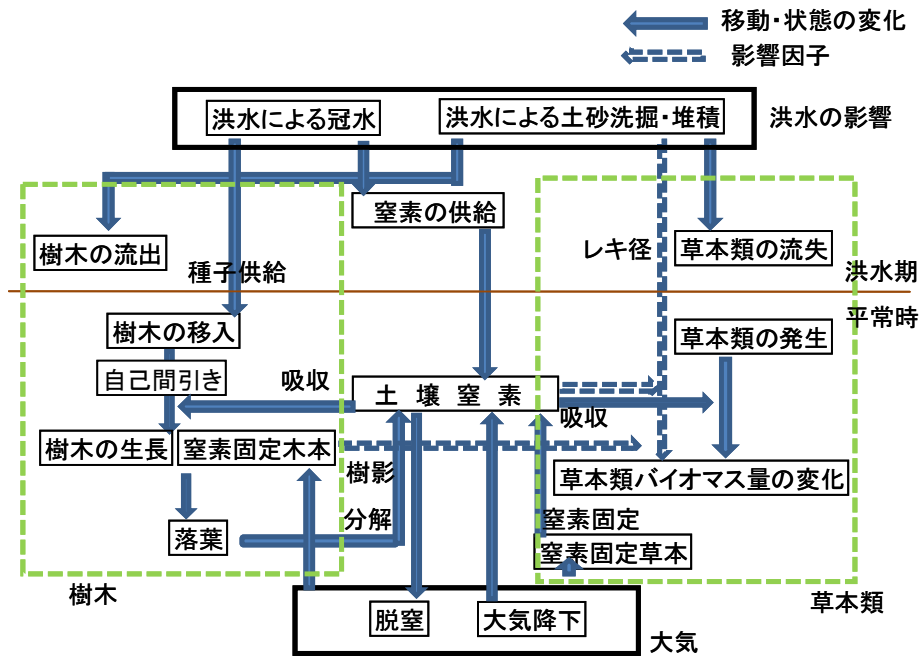 移動・状態の変化
影響因子
洪水による冠水
洪水による土砂洗掘・堆積
洪水の影響
窒素の供給
樹木の流出
レキ径
草本類の流失
種子供給
洪水期
平常時
樹木の移入
草本類の発生
自己間引き
吸収
土 壌 窒 素
吸収
樹木の生長
窒素固定木本
樹影
草本類バイオマス量の変化
分解
窒素固定
落葉
窒素固定草本
樹木
草本類
脱窒
大気降下
大気